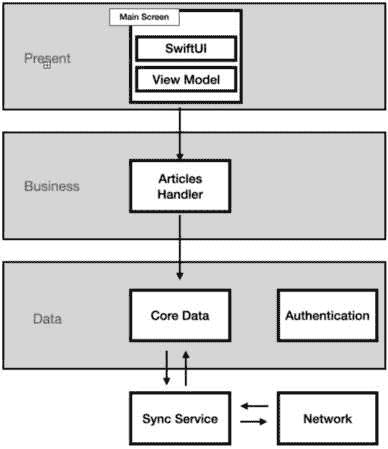 Main Screen
Present
SwiftUI
View Model
Business
Articles
Handler
Data
Core Data
Authentication
Sync Service
Network